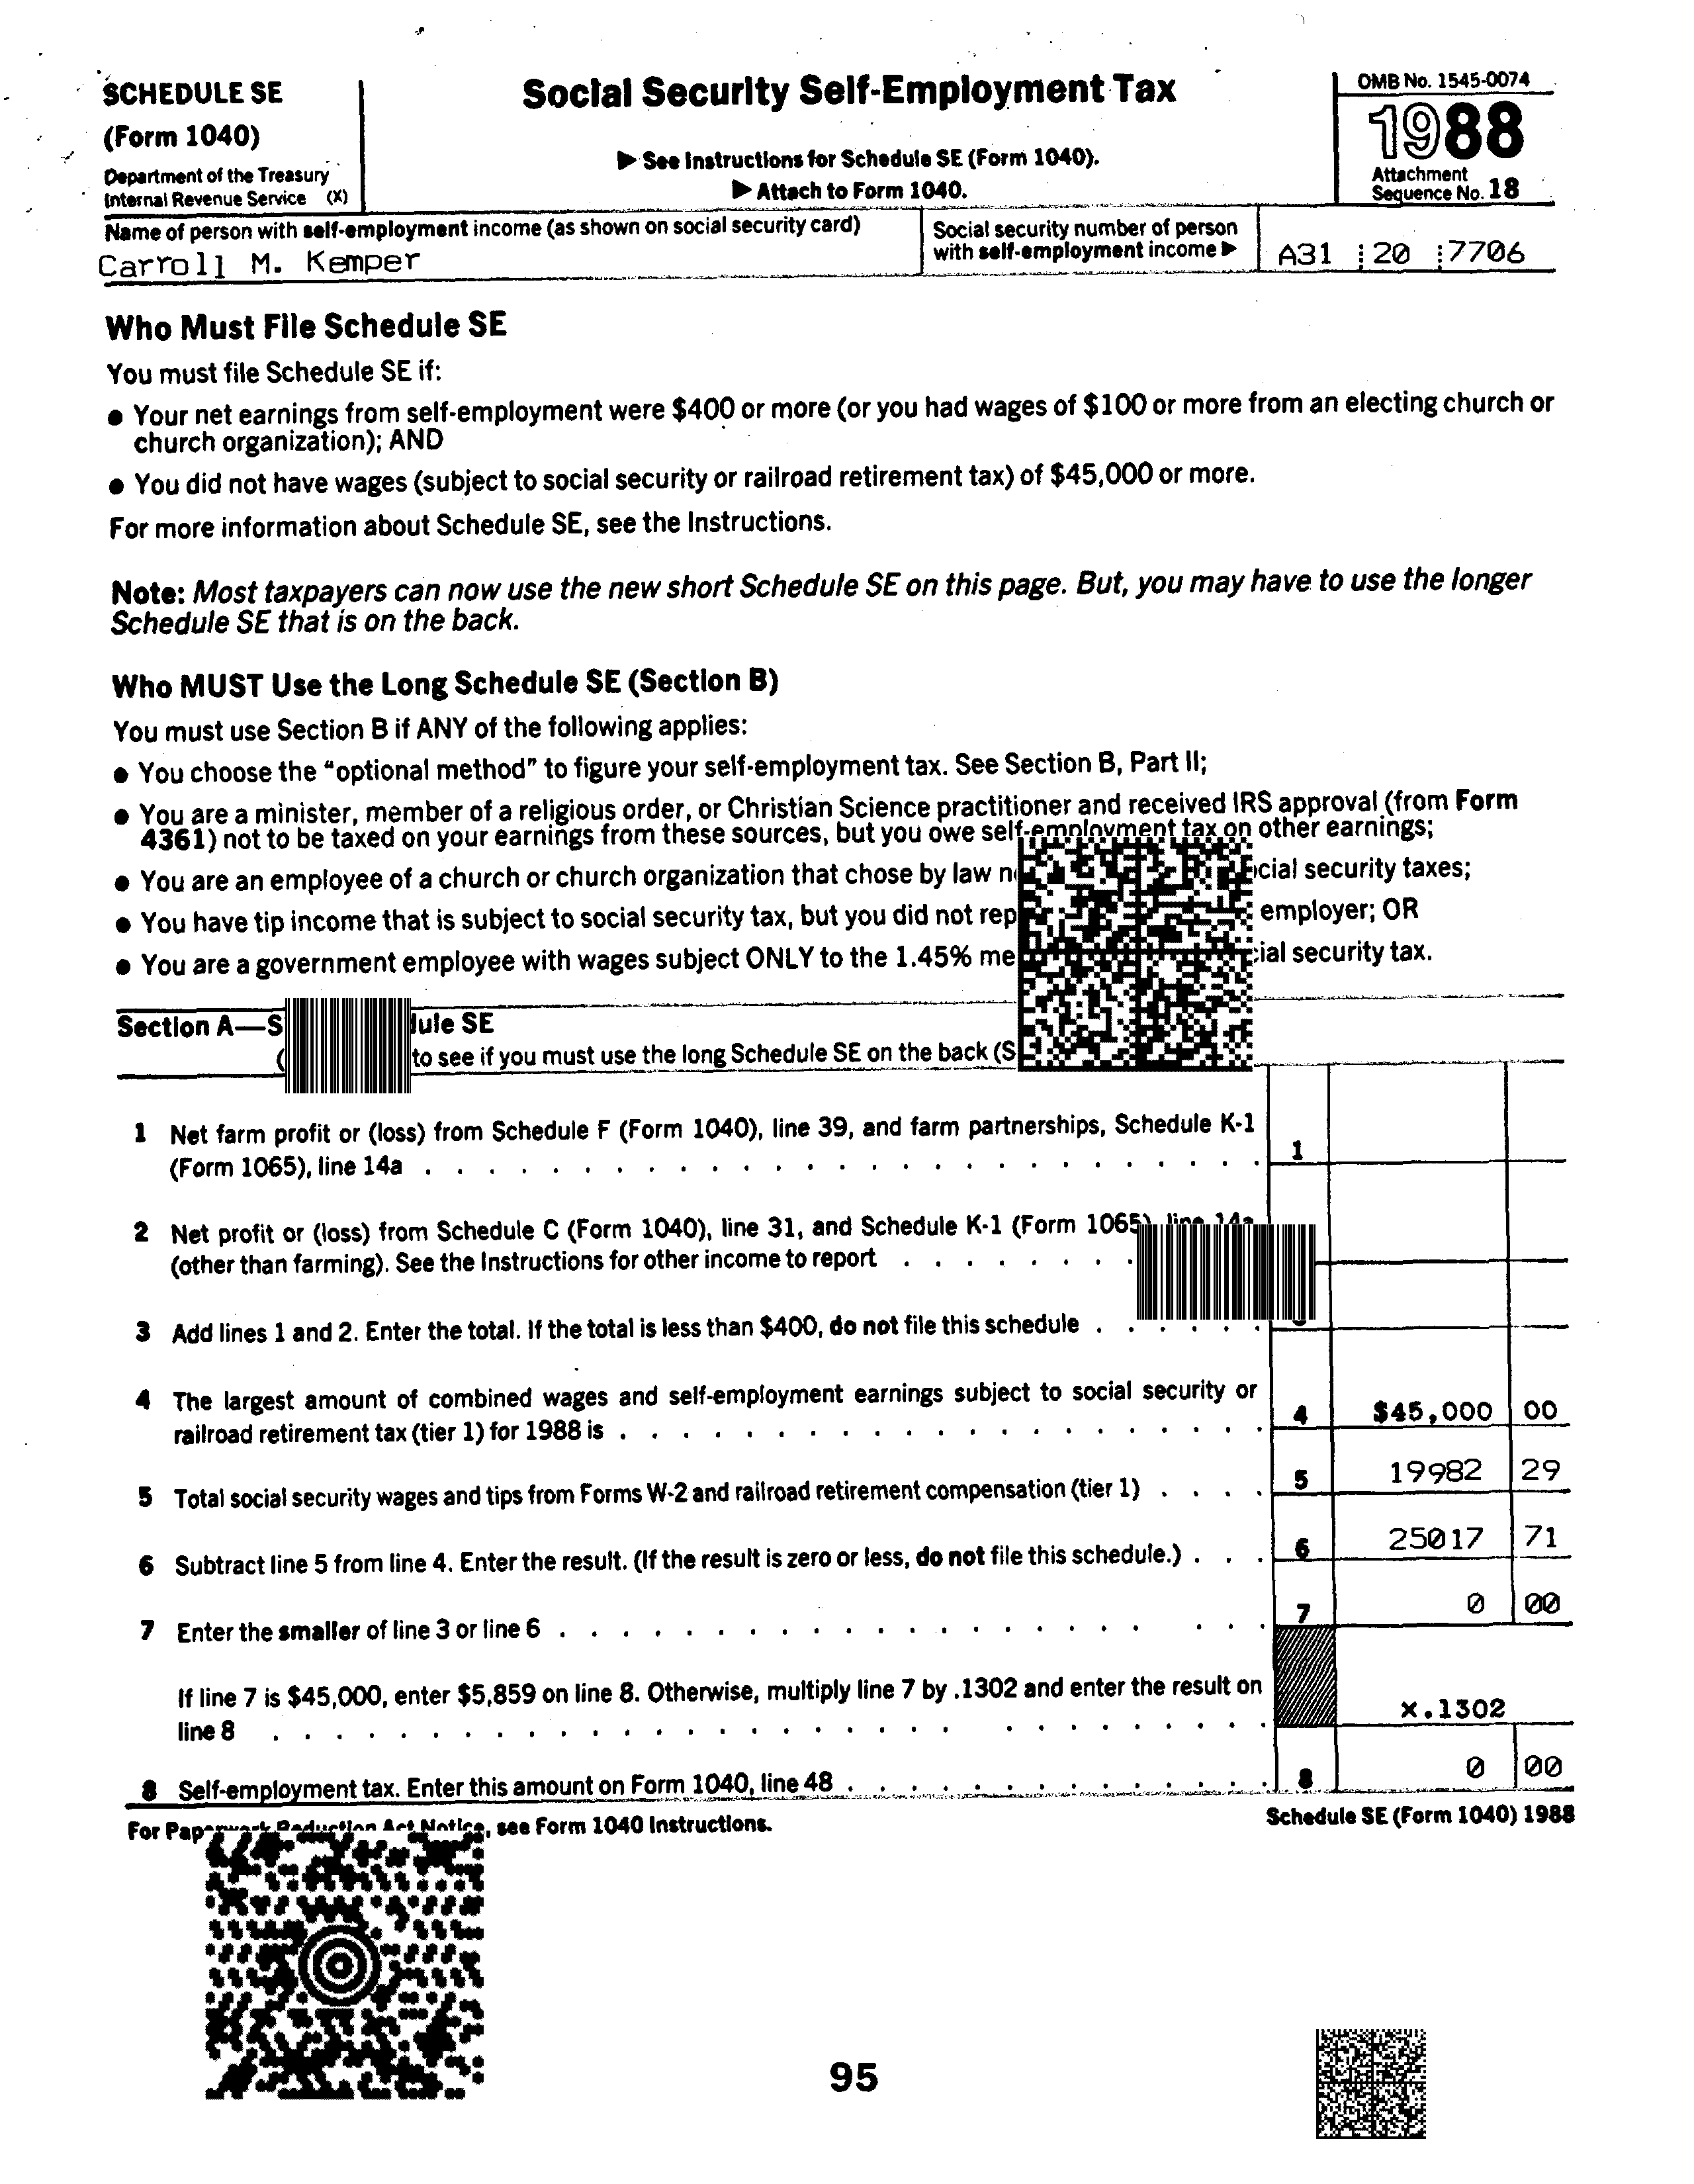 SCHEDULE SE
(Form 1040)
Department of the Treasury
Internal Revenue Service (X)
Social Security Self-Employment Tax
▶ See Instructions for Schedule SE (Form 1040).
▶ Attach to Form 1040.
OMB No. 1545-0074
1988
Attachment
Sequence No. 18
Name of person with self-employment income (as shown on social security card)
Carroll M. Kemper
Social security number of person
with self-employment income ▶
A31 20 7706
Who Must File Schedule SE
You must file Schedule SE if:
● Your net earnings from self-employment were $400 or more (or you had wages of $100 or more from an electing church or
church organization); AND
● You did not have wages (subject to social security or railroad retirement tax) of $45,000 or more.
For more information about Schedule SE, see the Instructions.
Note: Most taxpayers can now use the new short Schedule SE on this page. But, you may have to use the longer
Schedule SE that is on the back.
Who MUST Use the Long Schedule SE (Section B)
You must use Section B if ANY of the following applies:
● You choose the “optional method” to figure your self-employment tax. See Section B, Part II;
● You are a minister, member of a religious order, or Christian Science practitioner and received IRS approval (from Form
4361) not to be taxed on your earnings from these sources, but you owe self-employment tax on other earnings;
● You are an employee of a church or church organization that chose by law security taxes;
● You have tip income that is subject to social security tax, but you did not employer; OR
● You are a government employee with wages subject ONLY to the 1.45% security tax.
Section A— SE
to see if you must use the long Schedule SE on the back
1 Net farm profit or (loss) from Schedule F (Form 1040), line 39, and farm partnerships, Schedule K-1
(Form 1065), line 14a 1
2 Net profit or (loss) from Schedule C (Form 1040), line 31, and Schedule K-1 (Form 1065), line 14a
(other than farming). See the Instructions for other income to report
3 Add lines 1 and 2. Enter the total. If the total is less than $400, do not file this schedule
4 The largest amount of combined wages and self-employment earnings subject to social security or
railroad retirement tax (tier 1) for 1988 is 4 $45,000 00
5 Total social security wages and tips from Forms W-2 and railroad retirement compensation (tier 1) 5 19982 29
6 Subtract line 5 from line 4. Enter the result. (If the result is zero or less, do not file this schedule.) 6 25017 71
7 Enter the smaller of line 3 or line 6 7 0 00
If line 7 is $45,000, enter $5,859 on line 8. Otherwise, multiply line 7 by .1302 and enter the result on
line 8 x.1302
8 Self-employment tax. Enter this amount on Form 1040, line 48 8 0 00
For Paperwork Reduction Act Notice, see Form 1040 Instructions.
Schedule SE (Form 1040) 1988
95